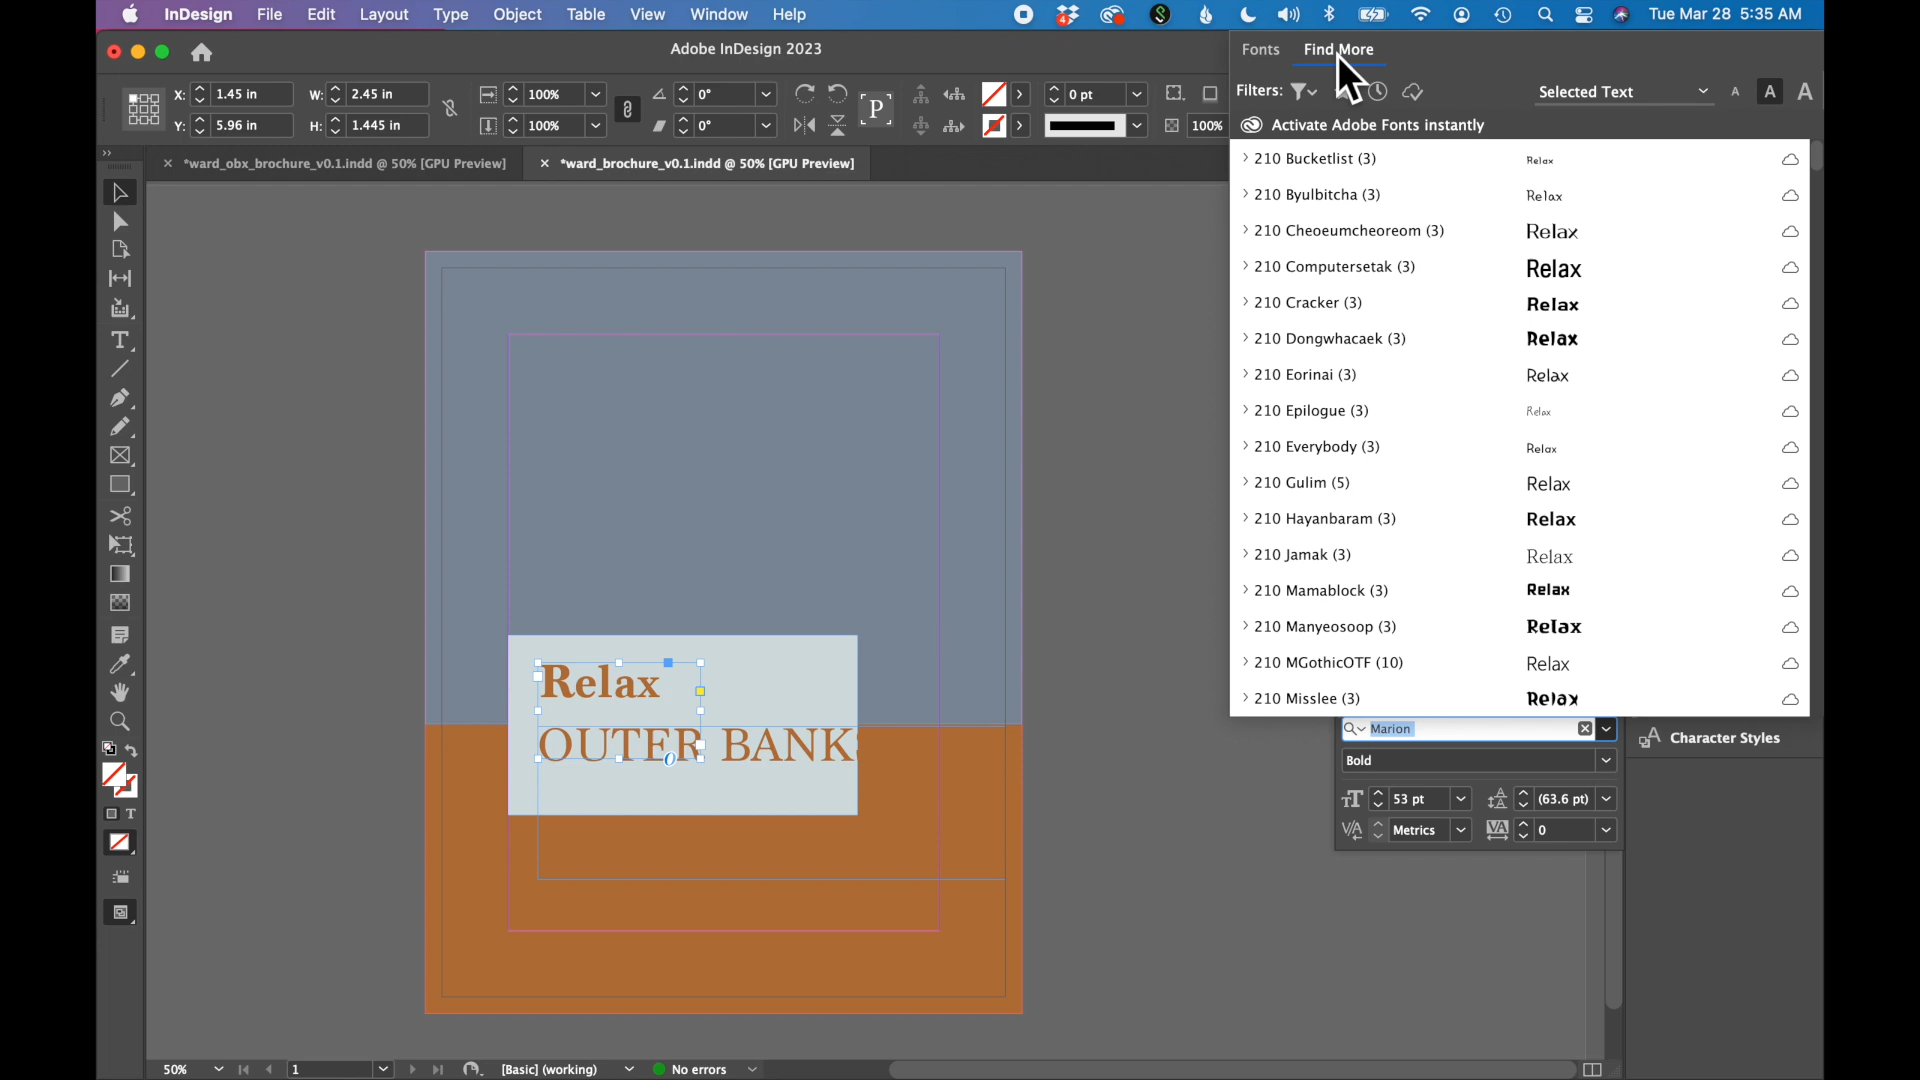 InDesign File Edit Layout Type Object Table View Window Help Tue Mar 28 5:35 AM
Adobe InDesign 2023
Fonts Find More
X: 1.45 in W: 2.45 in 100% 0° 0 pt
Y: 5.96 in H: 1.445 in 100% 0° P 100%
Filters: Selected Text A A A
Activate Adobe Fonts instantly
*ward_obx_brochure_v0.1.indd @ 50% [GPU Preview] *ward_brochure_v0.1.indd @ 50% [GPU Preview]
210 Bucketlist (3) Relax
210 Byulbitcha (3) Relax
210 Cheoeumcheoreom (3) Relax
210 Computersetak (3) Relax
210 Cracker (3) Relax
210 Dongwhacaek (3) Relax
210 Eorinai (3) Relax
210 Epilogue (3) Relax
210 Everybody (3) Relax
210 Gulim (5) Relax
210 Hayanbaram (3) Relax
210 Jamak (3) Relax
210 Mamablock (3) Relax
210 Manyeosoop (3) Relax
210 MGothicOTF (10) Relax
210 Misslee (3) Relax
Relax
OUTER BANKS
Marion
Character Styles
Bold
53 pt (63.6 pt)
Metrics 0
50% 1 [Basic] (working) No errors